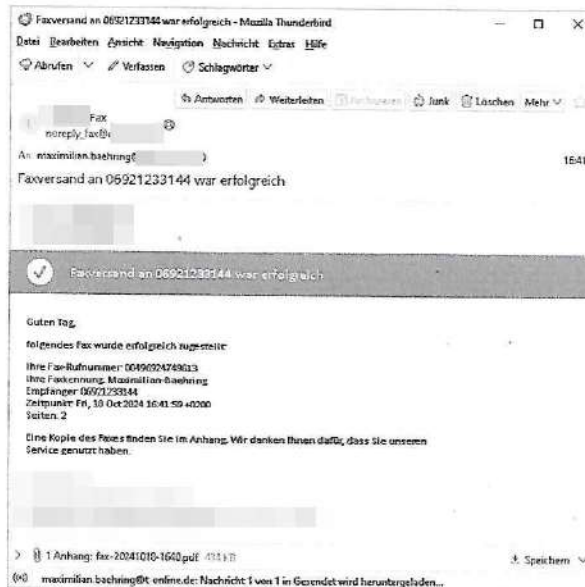 Faxversand an 06921233144 war erfolgreich - Mozilla Thunderbird
Datei Bearbeiten Ansicht Navigation Nachricht Extras Hilfe
Abrufen Verfassen Schlagwörter
Antworten Weiterleiten Archivieren Junk Löschen Mehr
Fax
noreply_fax@
An maximilian.baehring@
16:41
Faxversand an 06921233144 war erfolgreich
Faxversand an 06921233144 war erfolgreich
Guten Tag,
folgendes Fax wurde erfolgreich zugestellt
Ihre Fax-Rufnummer: 00496924749613
Ihre Faxkennung: Maximilian-Baehring
Empfänger: 06921233144
Zeitpunkt: Fri, 18 Oct 2024 16:41:59 +0200
Seiten: 2
Eine Kopie des Faxes finden Sie im Anhang. Wir danken Ihnen dafür, dass Sie unseren
Service genutzt haben.
1 Anhang: fax-20241018-1640.pdf
Speichern
maximilian.baehring@t-online.de: Nachricht 1 von 1 in Gesendet wird heruntergeladen...